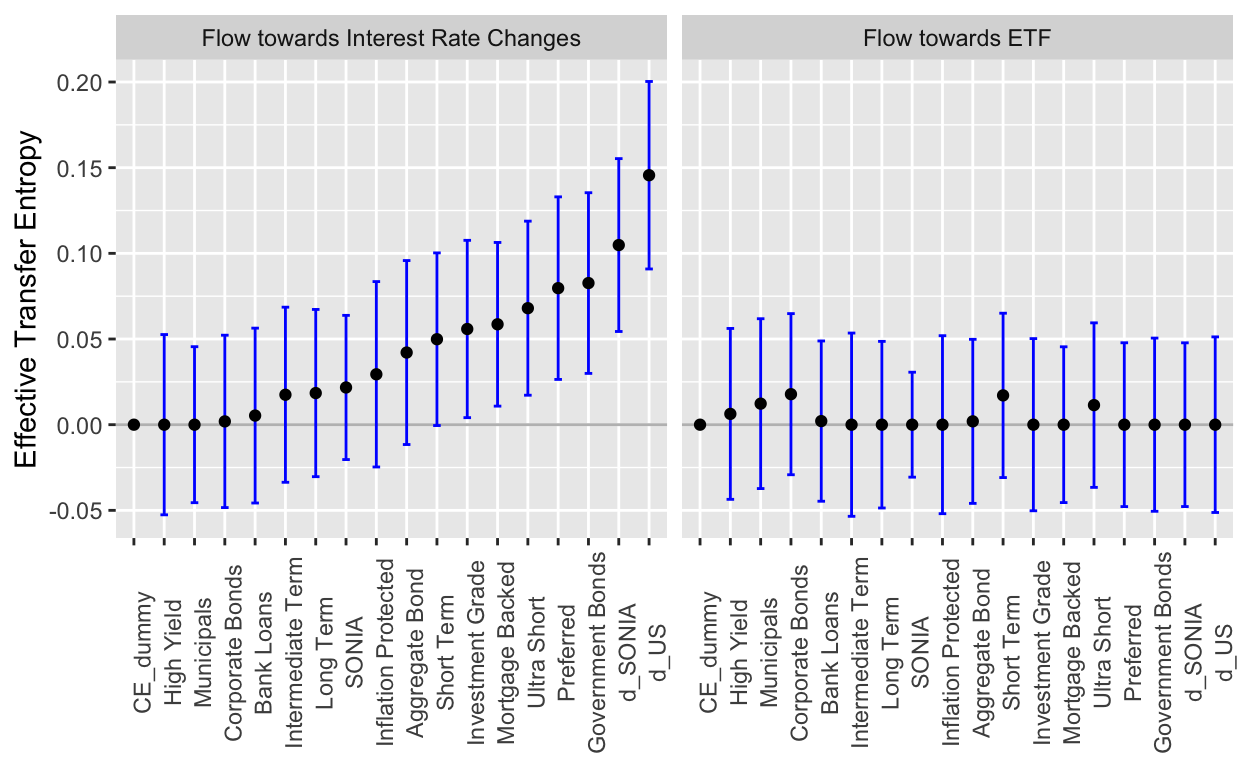 Flow towards Interest Rate Changes
Flow towards ETF
Effective Transfer Entropy
0.20
0.15
0.10
0.05
0.00
-0.05
CE_dummy
High Yield
Municipals
Corporate Bonds
Bank Loans
Intermediate Term
Long Term
SONIA
Inflation Protected
Aggregate Bond
Short Term
Investment Grade
Mortgage Backed
Ultra Short
Preferred
Government Bonds
d_SONIA
d_US
CE_dummy
High Yield
Municipals
Corporate Bonds
Bank Loans
Intermediate Term
Long Term
SONIA
Inflation Protected
Aggregate Bond
Short Term
Investment Grade
Mortgage Backed
Ultra Short
Preferred
Government Bonds
d_SONIA
d_US